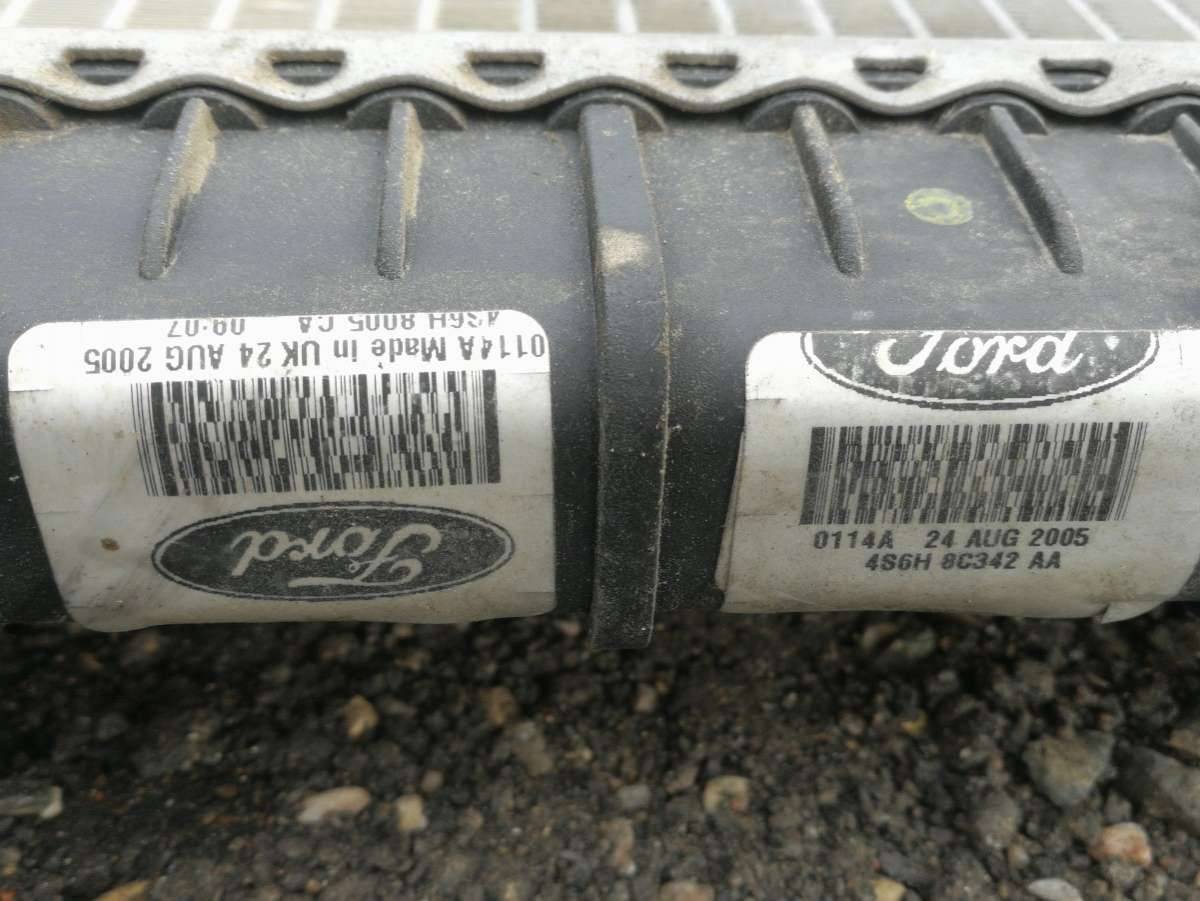 4S6H 8005 CA 09:07
0114A Made in UK 24 AUG 2005
Ford
Ford
0114A 24 AUG 2005
4S6H 8C342 AA